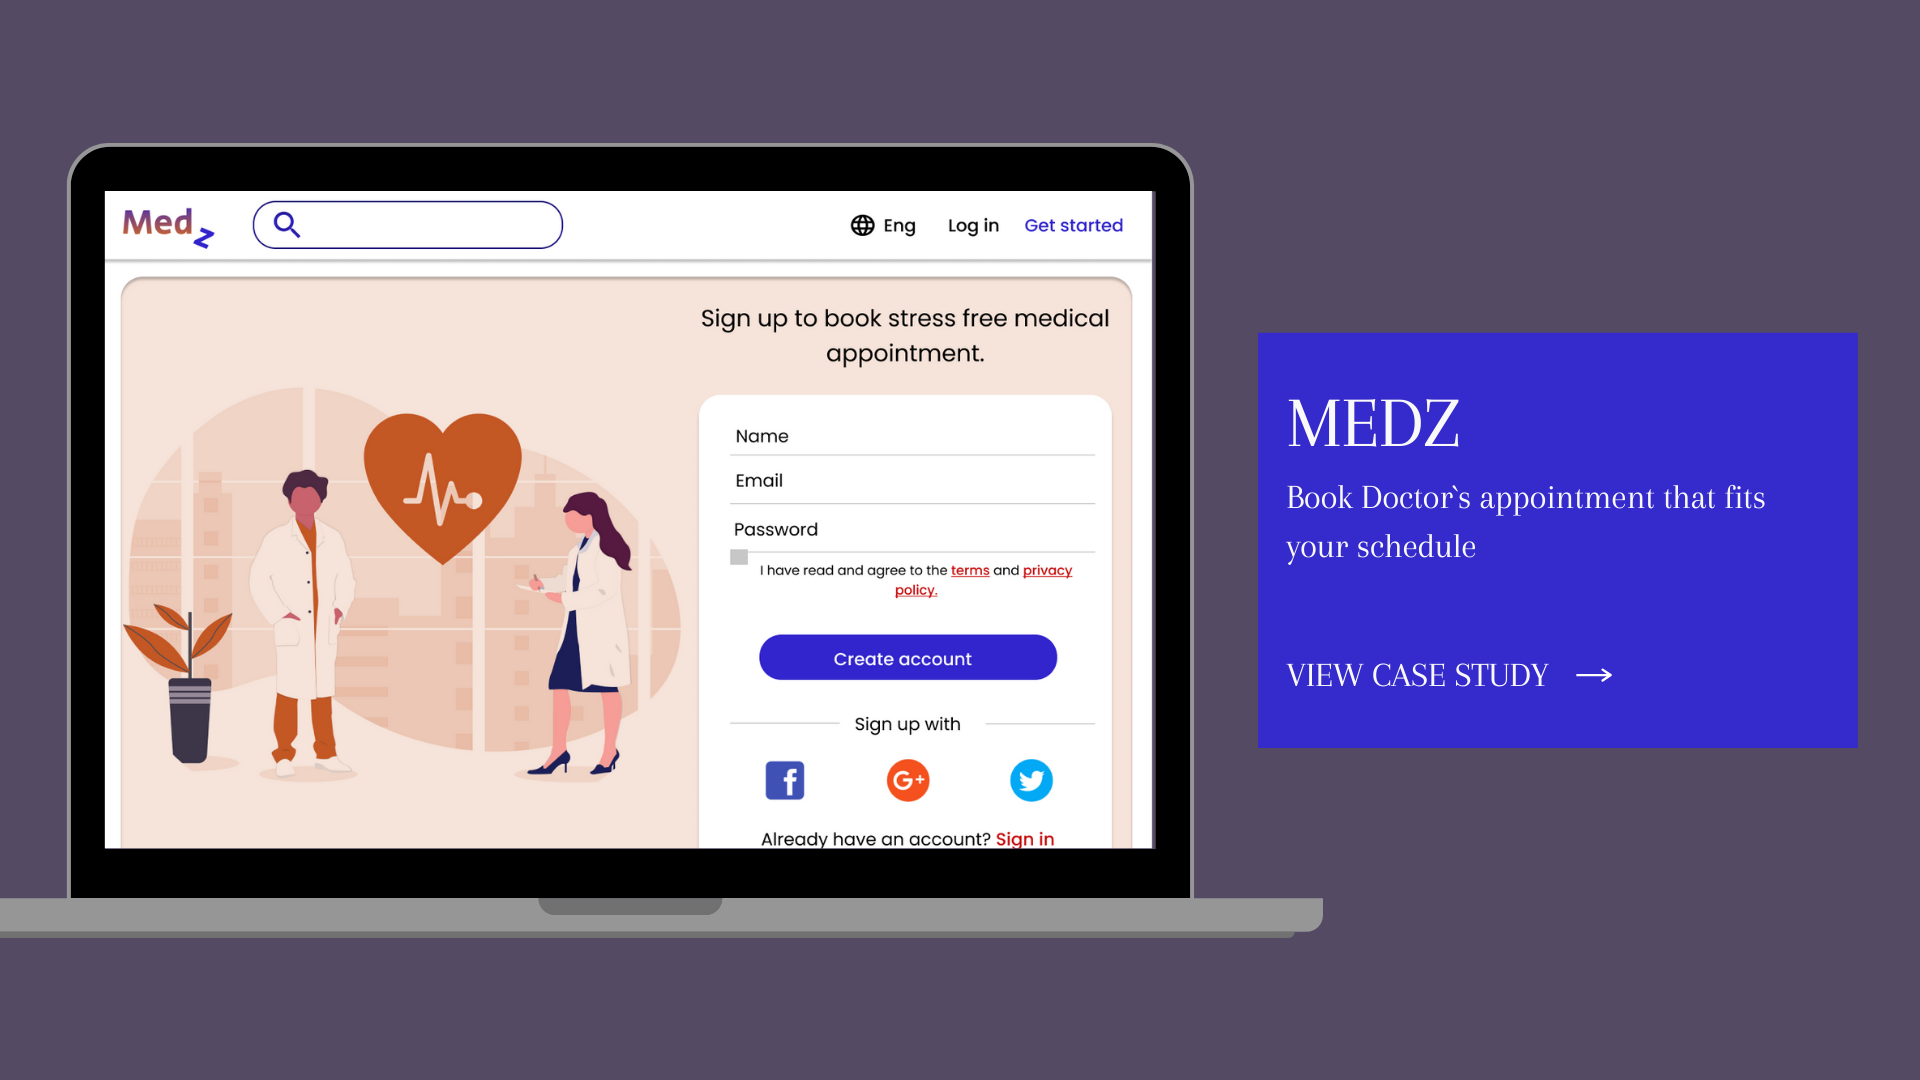 Medz
Eng
Log in
Get started
Sign up to book stress free medical
appointment.
Name
Email
Password
I have read and agree to the terms and privacy
policy.
Create account
Sign up with
f
G+
Already have an account? Sign in
MEDZ
Book Doctor`s appointment that fits
your schedule
VIEW CASE STUDY →